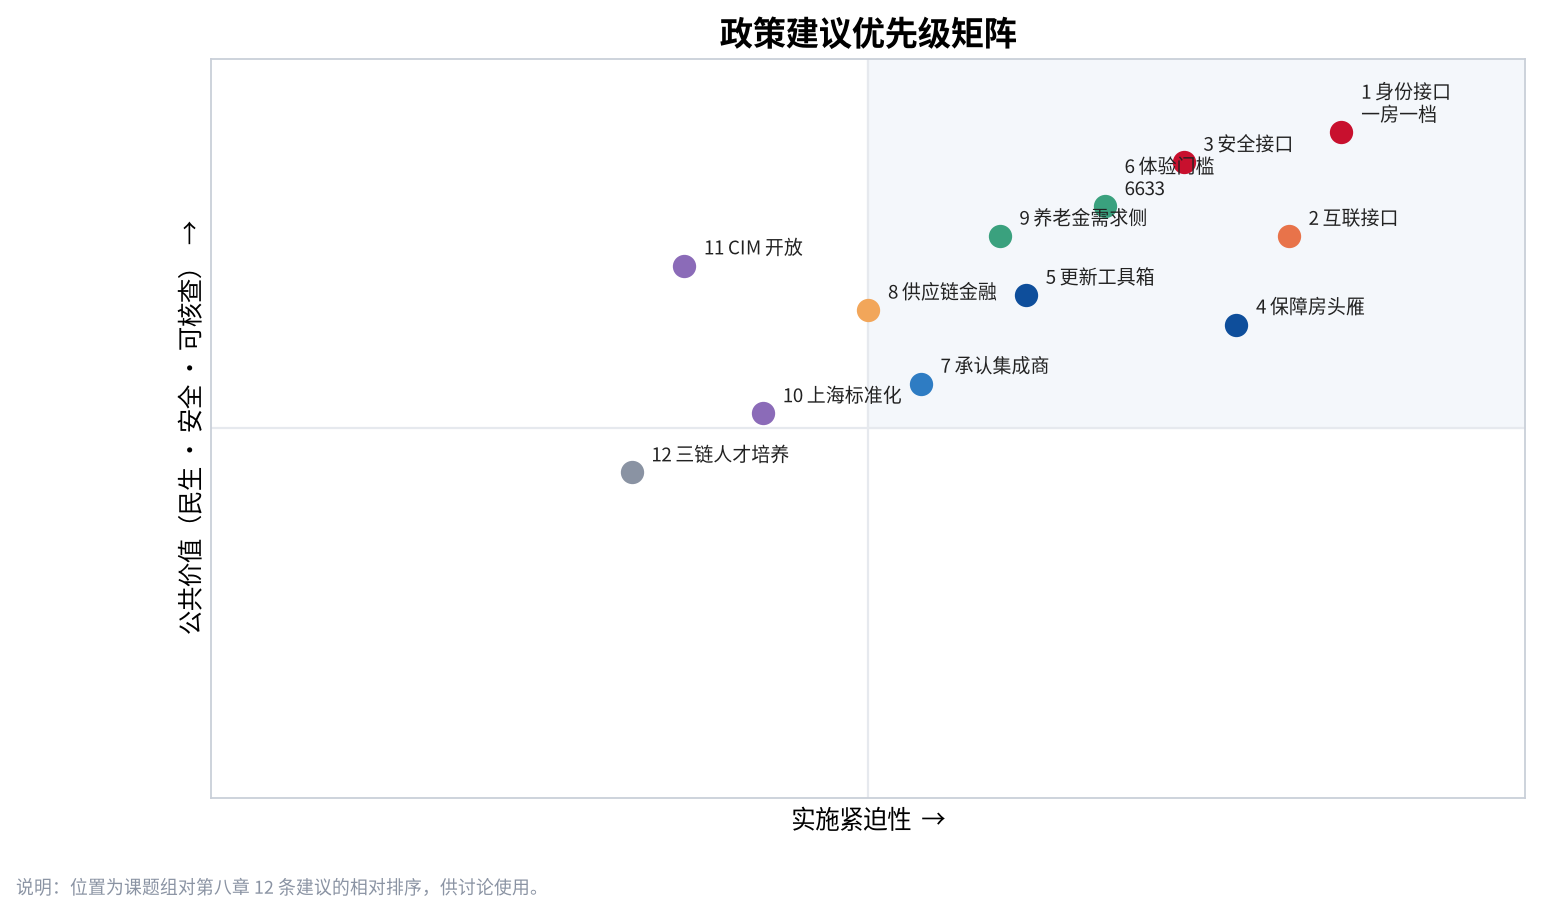 政策建议优先级矩阵
1 身份接口
一房一档
3 安全接口
6 体验门槛
6633
9 养老金需求侧
2 互联接口
11 CIM 开放
5 更新工具箱
8 供应链金融
4 保障房头雁
7 承认集成商
10 上海标准化
12 三链人才培养
公共价值（民生 · 安全 · 可核查） →
实施紧迫性 →
说明：位置为课题组对第八章 12 条建议的相对排序，供讨论使用。